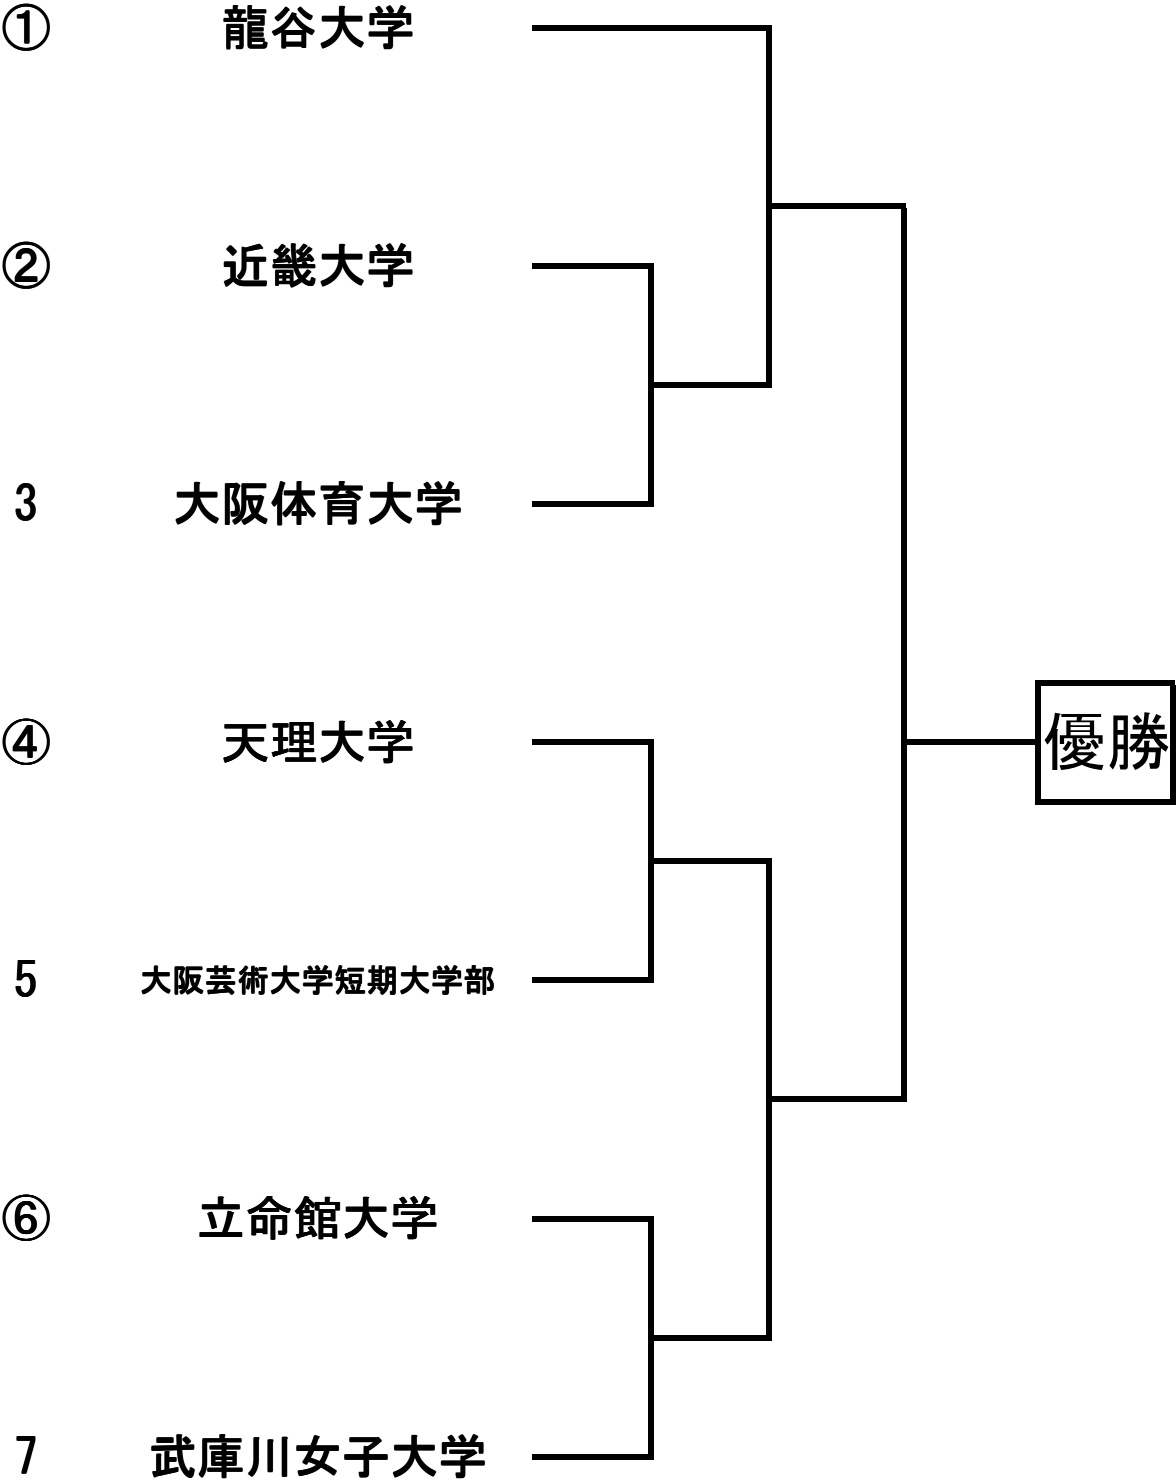 ① 龍谷大学
② 近畿大学
3 大阪体育大学
④ 天理大学
優勝
5 大阪芸術大学短期大学部
⑥ 立命館大学
7 武庫川女子大学